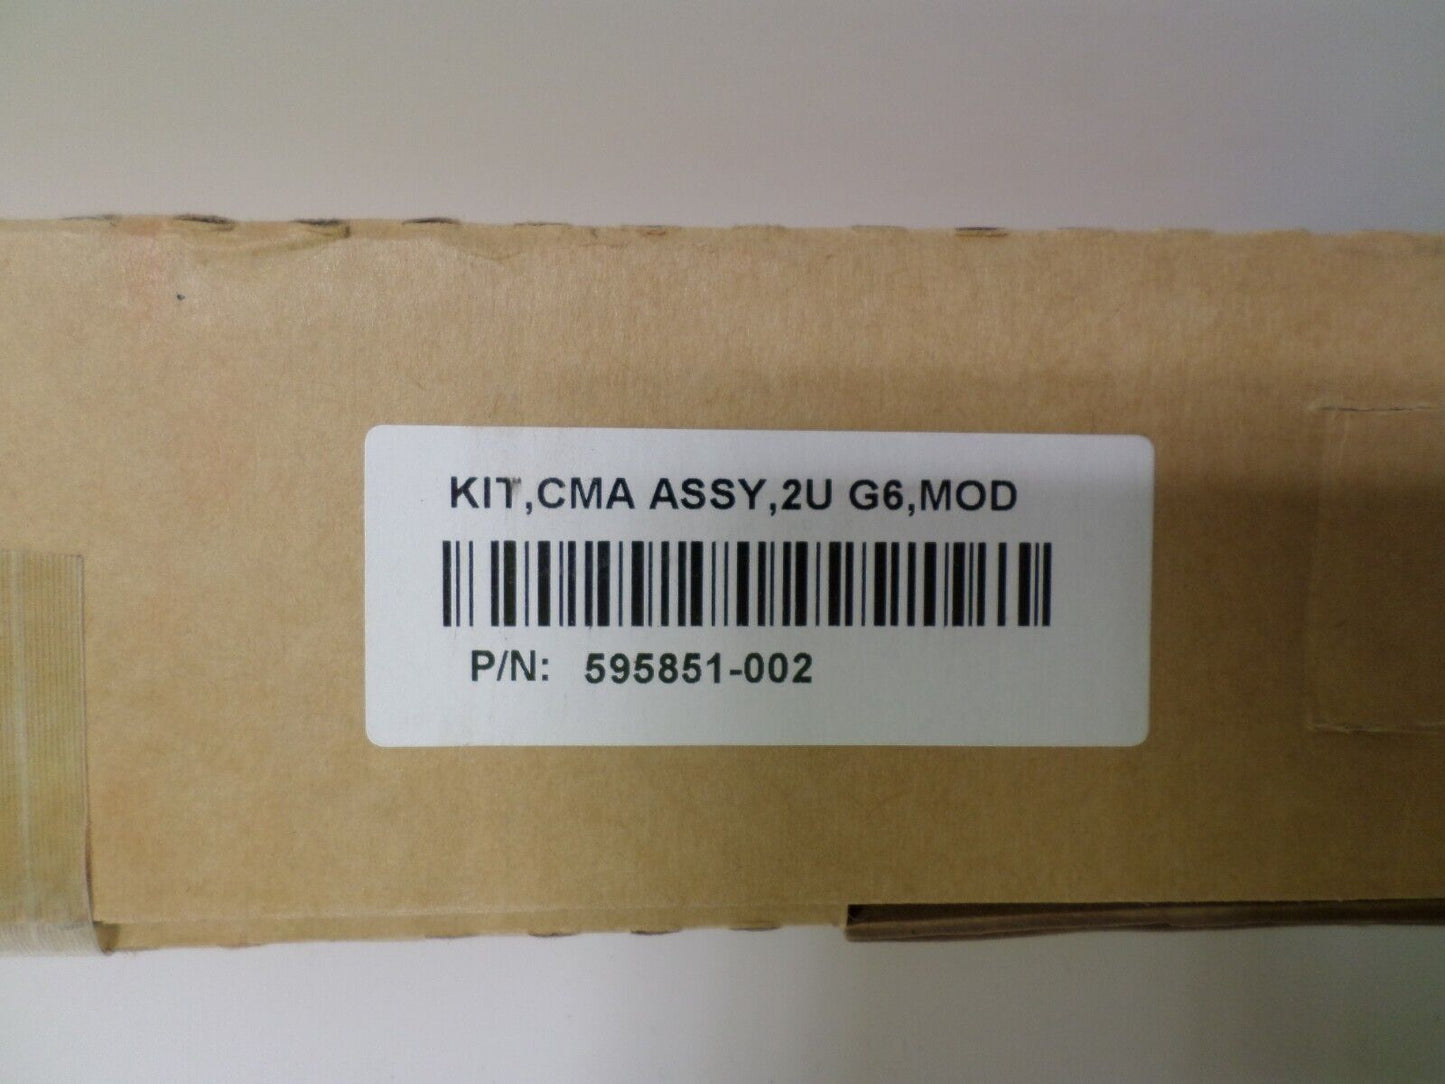 KIT,CMA ASSY,2U G6,MOD
P/N: 595851-002